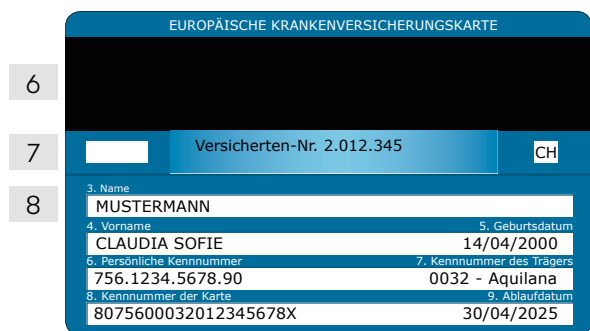 EUROPÄISCHE KRANKENVERSICHERUNGSKARTE
6
7
Versicherten-Nr. 2.012.345
CH
8
3. Name
MUSTERMANN
4. Vorname 5. Geburtsdatum
CLAUDIA SOFIE 14/04/2000
6. Persönliche Kennnummer 7. Kennnummer des Trägers
756.1234.5678.90 0032 - Aquilana
8. Kennnummer der Karte 9. Ablaufdatum
8075600032012345678X 30/04/2025